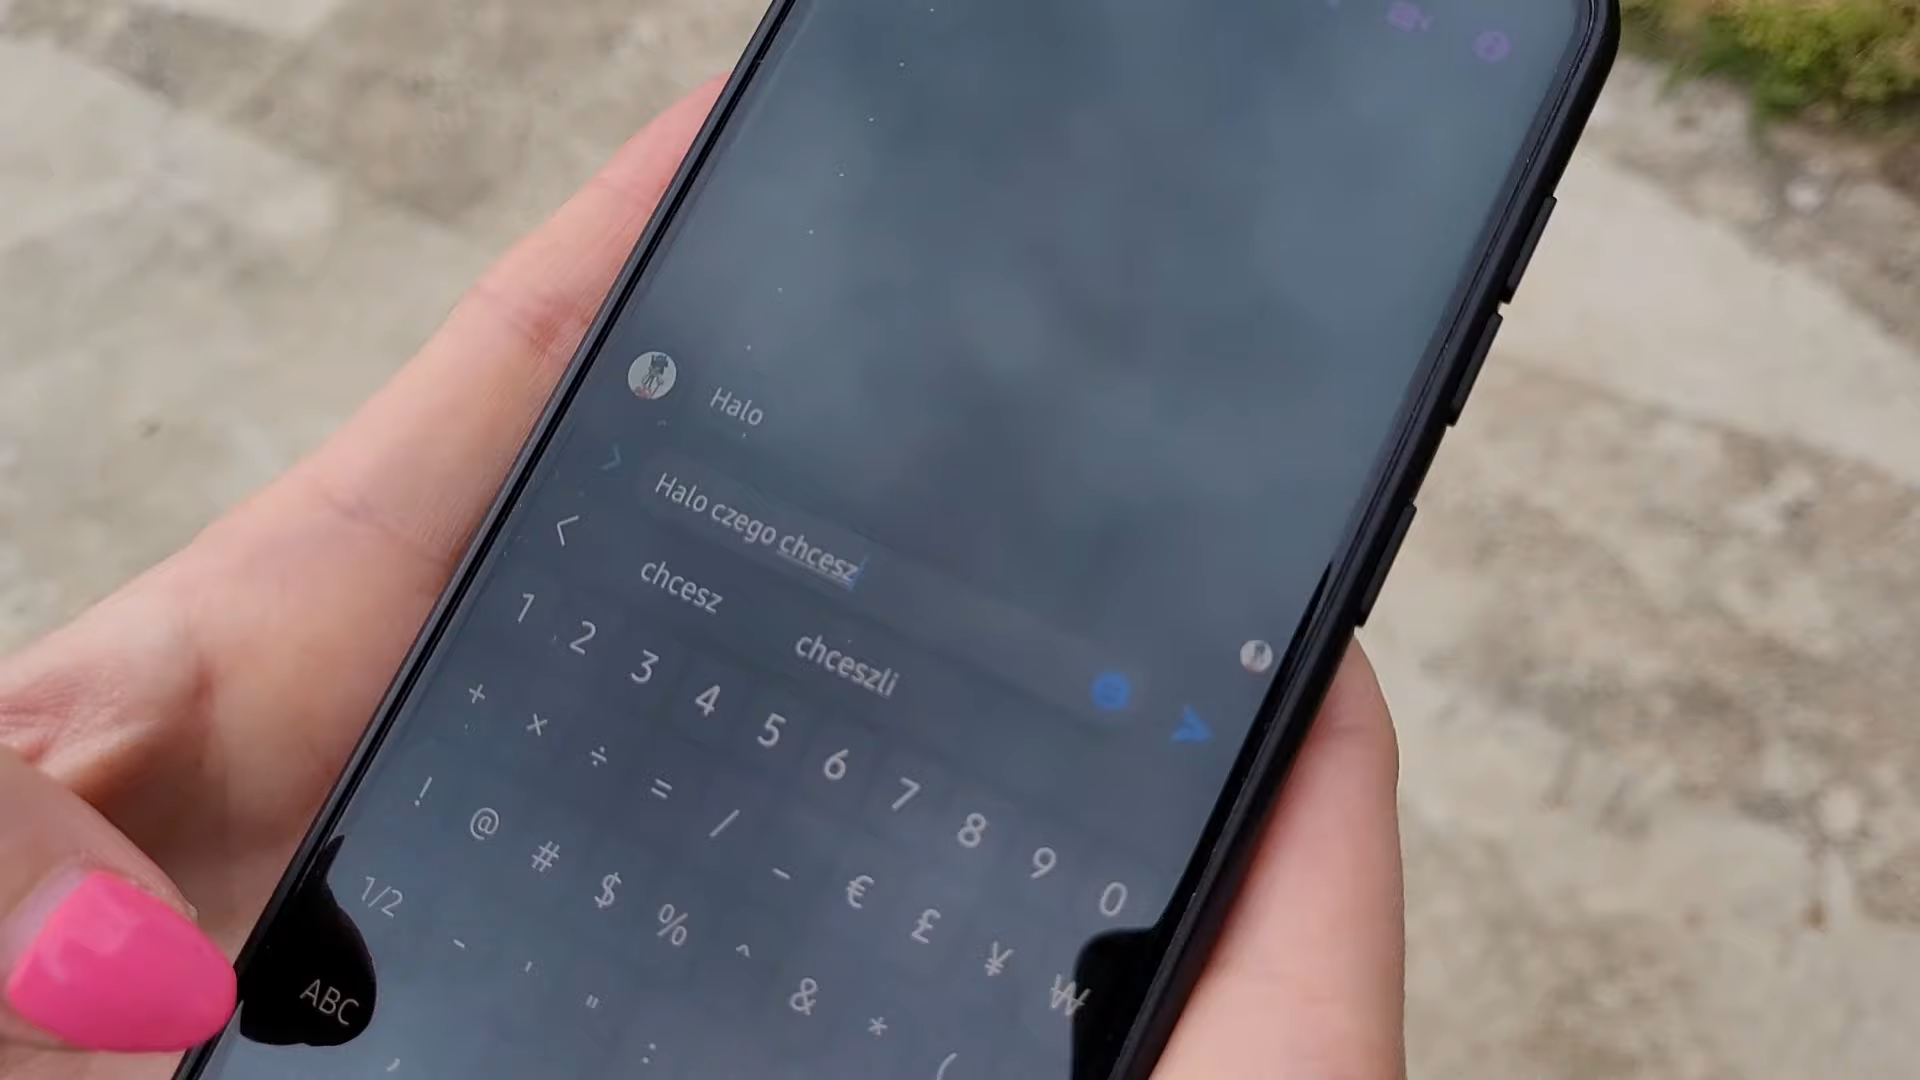 Halo
Halo czego chcesz
chcesz chceszli
1 2 3 4 5 6 7 8 9 0
+ × ÷ = / - € £ ¥ ₩
! @ # $ % ^ & * (
1/2 - ' " : 
ABC ,